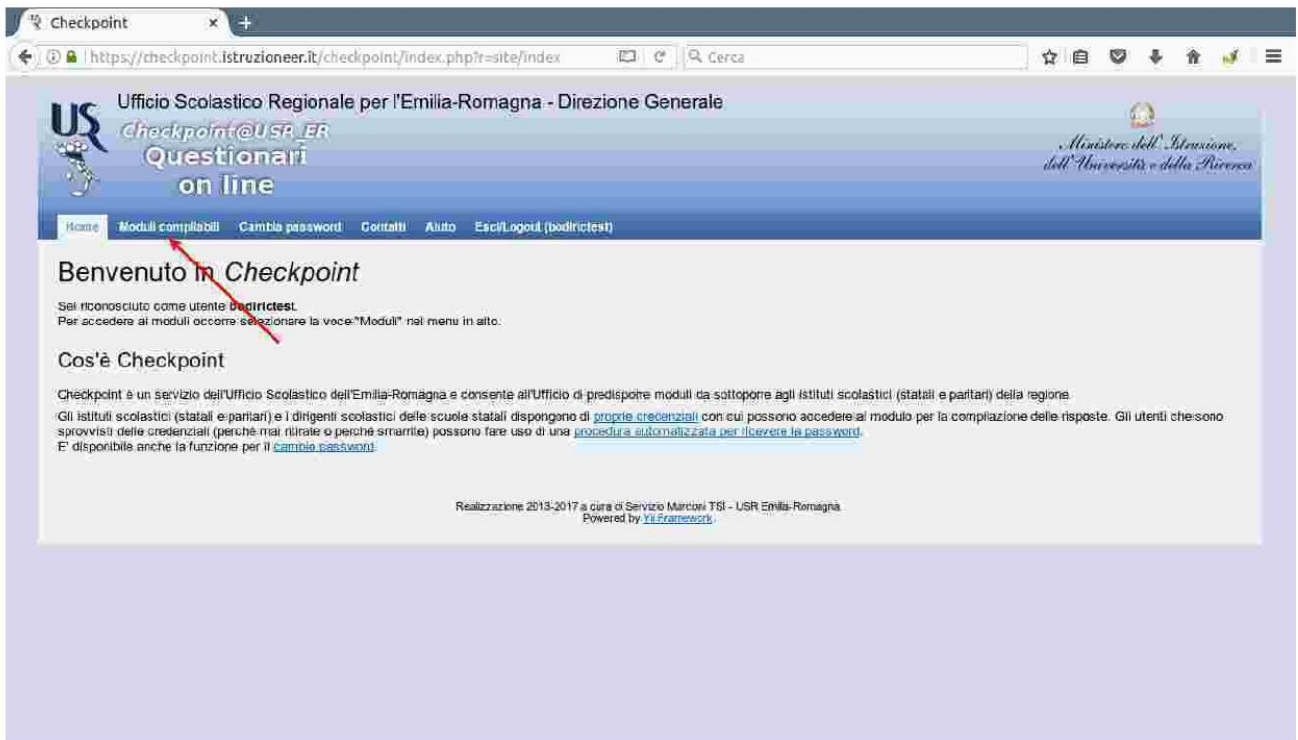 Checkpoint
https://checkpoint.istruzioneer.it/checkpoint/index.php?r=site/index
Cerca
Ufficio Scolastico Regionale per l'Emilia-Romagna - Direzione Generale
US
R
Checkpoint@USR_ER
Questionari
on line
Ministero dell'Istruzione,
dell'Università e della Ricerca
Home Moduli compilabili Cambia password Contatti Aiuto Esci/Logout (bodirictest)
Benvenuto in Checkpoint
Sei riconosciuto come utente bodirictest.
Per accedere ai moduli occorre selezionare la voce "Moduli" nel menu in alto.
Cos'è Checkpoint
Checkpoint è un servizio dell'Ufficio Scolastico dell'Emilia-Romagna e consente all'Ufficio di predisporre moduli da sottoporre agli istituti scolastici (statali e paritari) della regione.
Gli istituti scolastici (statali e paritari) e i dirigenti scolastici delle scuole statali dispongono di proprie credenziali con cui possono accedere al modulo per la compilazione delle risposte. Gli utenti che sono
sprovvisti delle credenziali (perché mai ritirate o perché smarrite) possono fare uso di una procedura automatizzata per ricevere la password.
E' disponibile anche la funzione per il cambio password.
Realizzazione 2013-2017 a cura di Servizio Marconi TSI - USR Emilia-Romagna
Powered by Yii Framework.